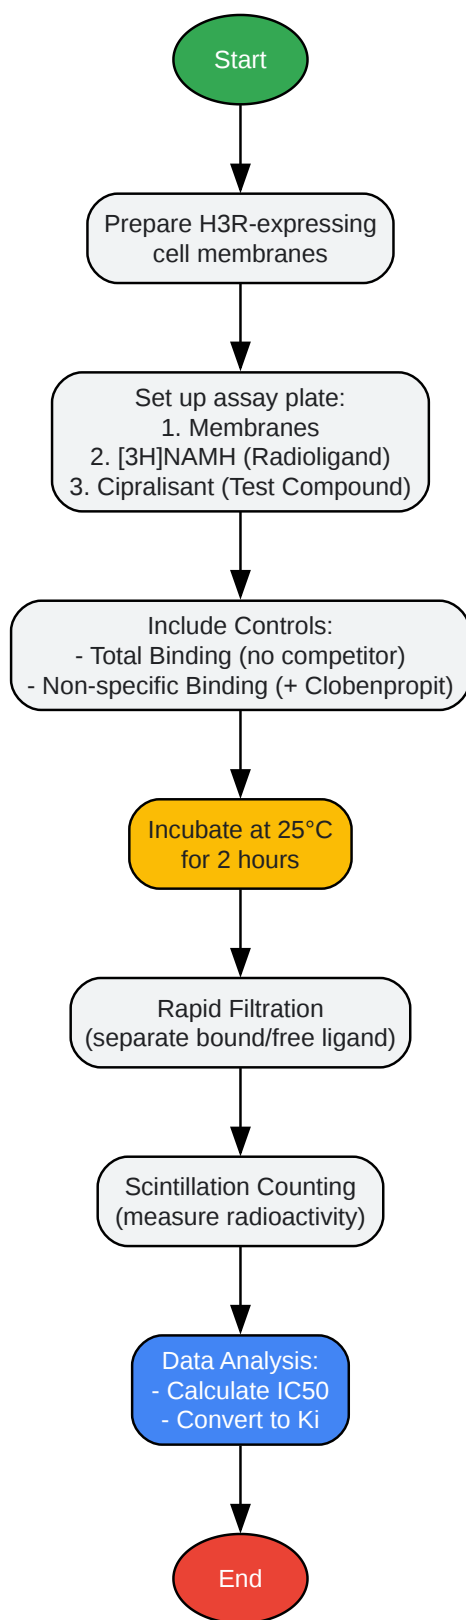 Start
Prepare H3R-expressing
cell membranes
Set up assay plate:
1. Membranes
2. [3H]NAMH (Radioligand)
3. Cipralisant (Test Compound)
Include Controls:
- Total Binding (no competitor)
- Non-specific Binding (+ Clobenpropit)
Incubate at 25°C
for 2 hours
Rapid Filtration
(separate bound/free ligand)
Scintillation Counting
(measure radioactivity)
Data Analysis:
- Calculate IC50
- Convert to Ki
End